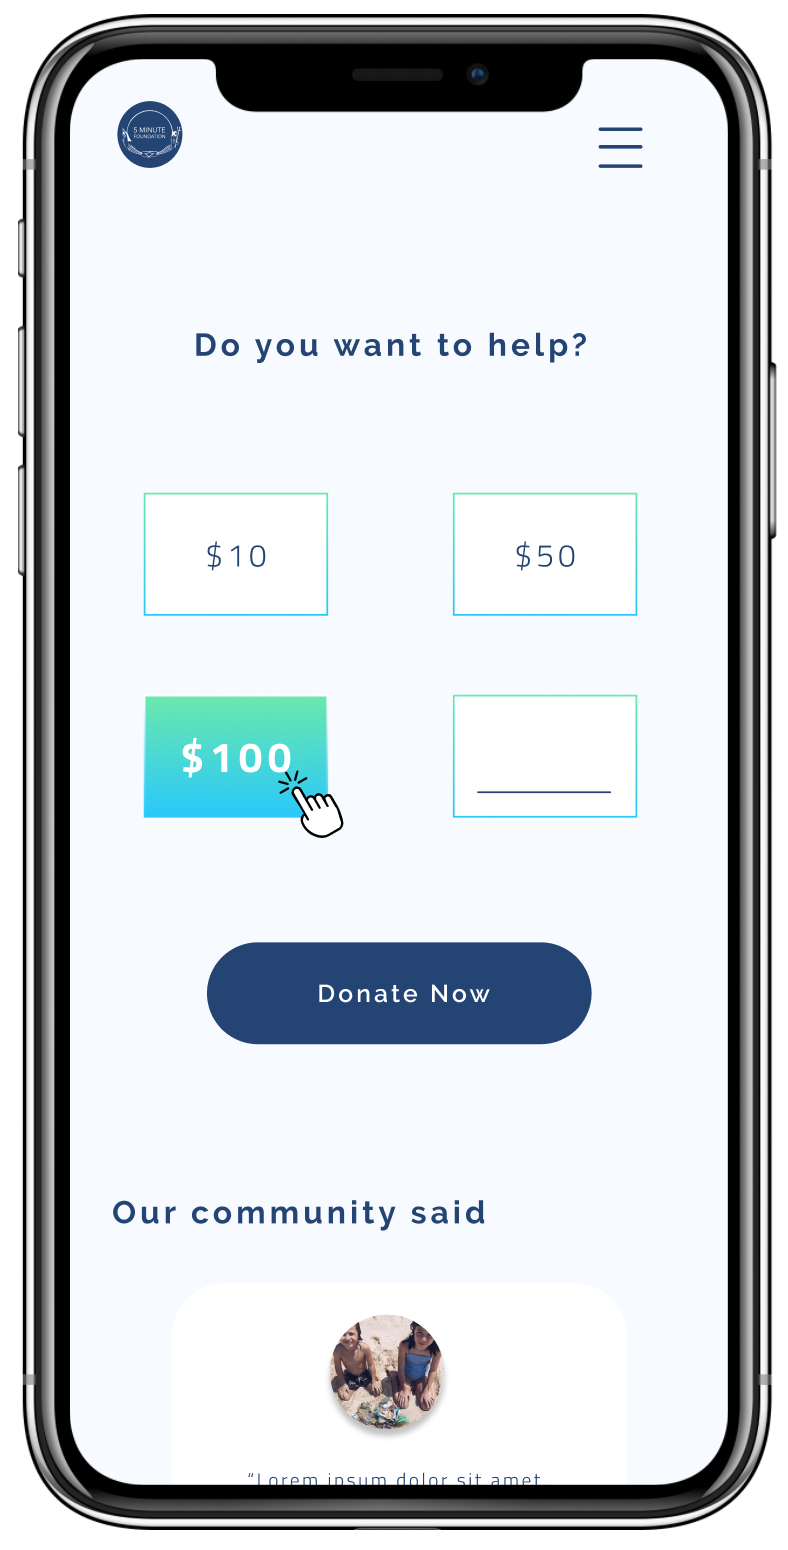 5 MINUTE
FOUNDATION
Do you want to help?
$10
$50
$100
Donate Now
Our community said
“Lorem ipsum dolor sit amet